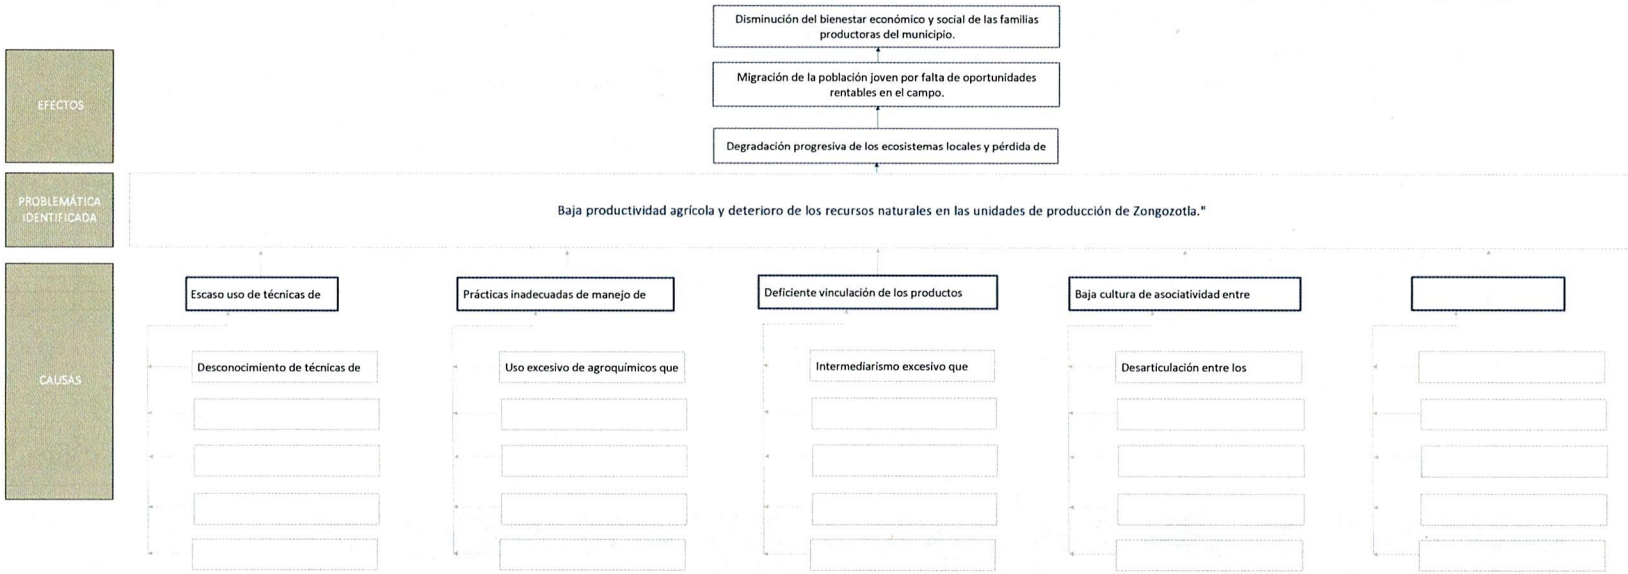 Disminución del bienestar económico y social de las familias
productoras del municipio.
EFECTOS
Migración de la población joven por falta de oportunidades
rentables en el campo.
Degradación progresiva de los ecosistemas locales y pérdida de
PROBLEMÁTICA
IDENTIFICADA
Baja productividad agrícola y deterioro de los recursos naturales en las unidades de producción de Zongozotla."
Escaso uso de técnicas de
Prácticas inadecuadas de manejo de
Deficiente vinculación de los productos
Baja cultura de asociatividad entre
CAUSAS
Desconocimiento de técnicas de
Uso excesivo de agroquímicos que
Intermediarismo excesivo que
Desarticulación entre los